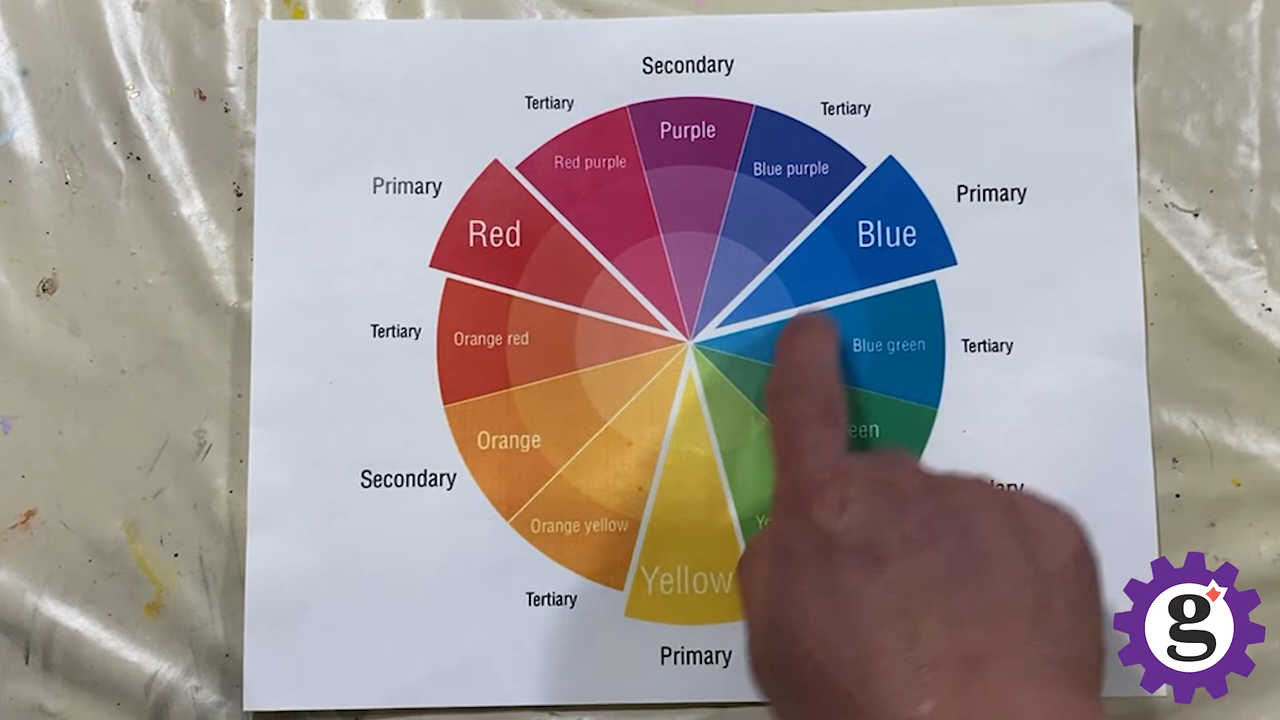 Secondary
Tertiary
Tertiary
Purple
Red purple
Blue purple
Primary
Primary
Red
Blue
Tertiary
Orange red
Blue green
Tertiary
Orange
Secondary
Orange yellow
Yellow
Tertiary
Primary
g